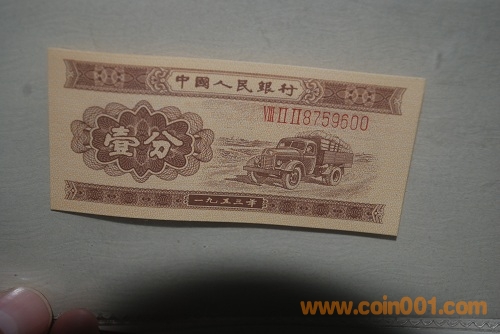 中國人民銀行
VIII II II 8759600
壹分
一九五三年
www.coin001.com